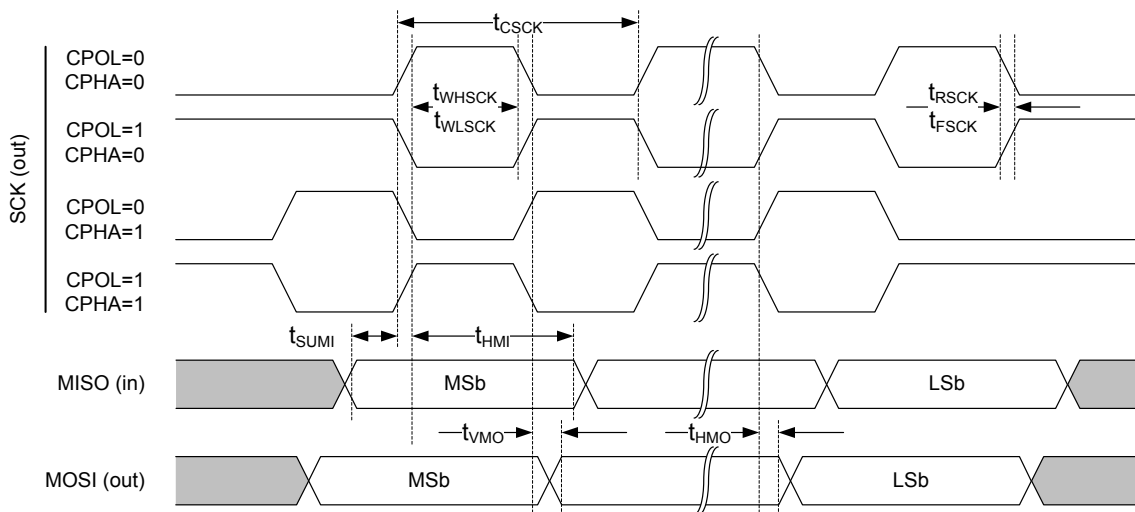 tCSCK
CPOL=0
CPHA=0
tWHSCK
tWLSCK
tRSCK
tFSCK
CPOL=1
CPHA=0
SCK (out)
CPOL=0
CPHA=1
CPOL=1
CPHA=1
tSUMI
tHMI
MISO (in)
MSb
LSb
tVMO
tHMO
MOSI (out)
MSb
LSb